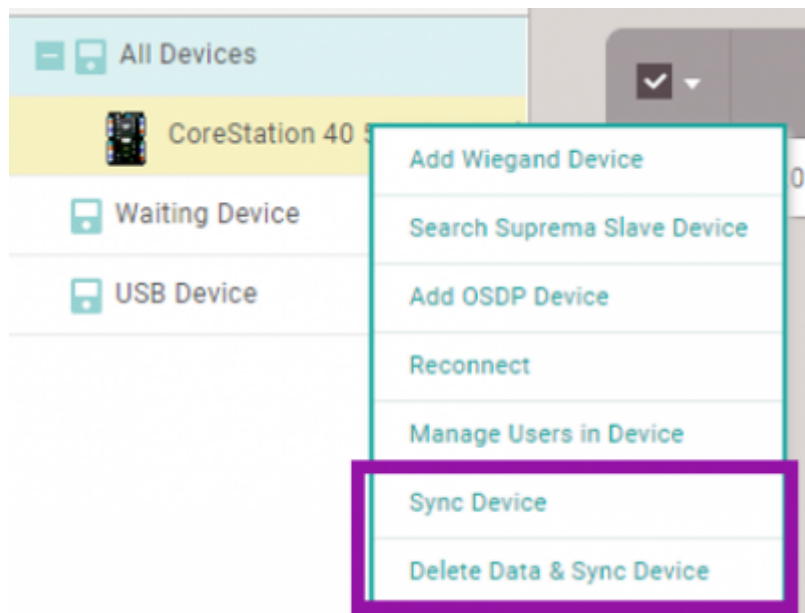 All Devices
CoreStation 40
Add Wiegand Device
Waiting Device
Search Suprema Slave Device
USB Device
Add OSDP Device
Reconnect
Manage Users in Device
Sync Device
Delete Data & Sync Device